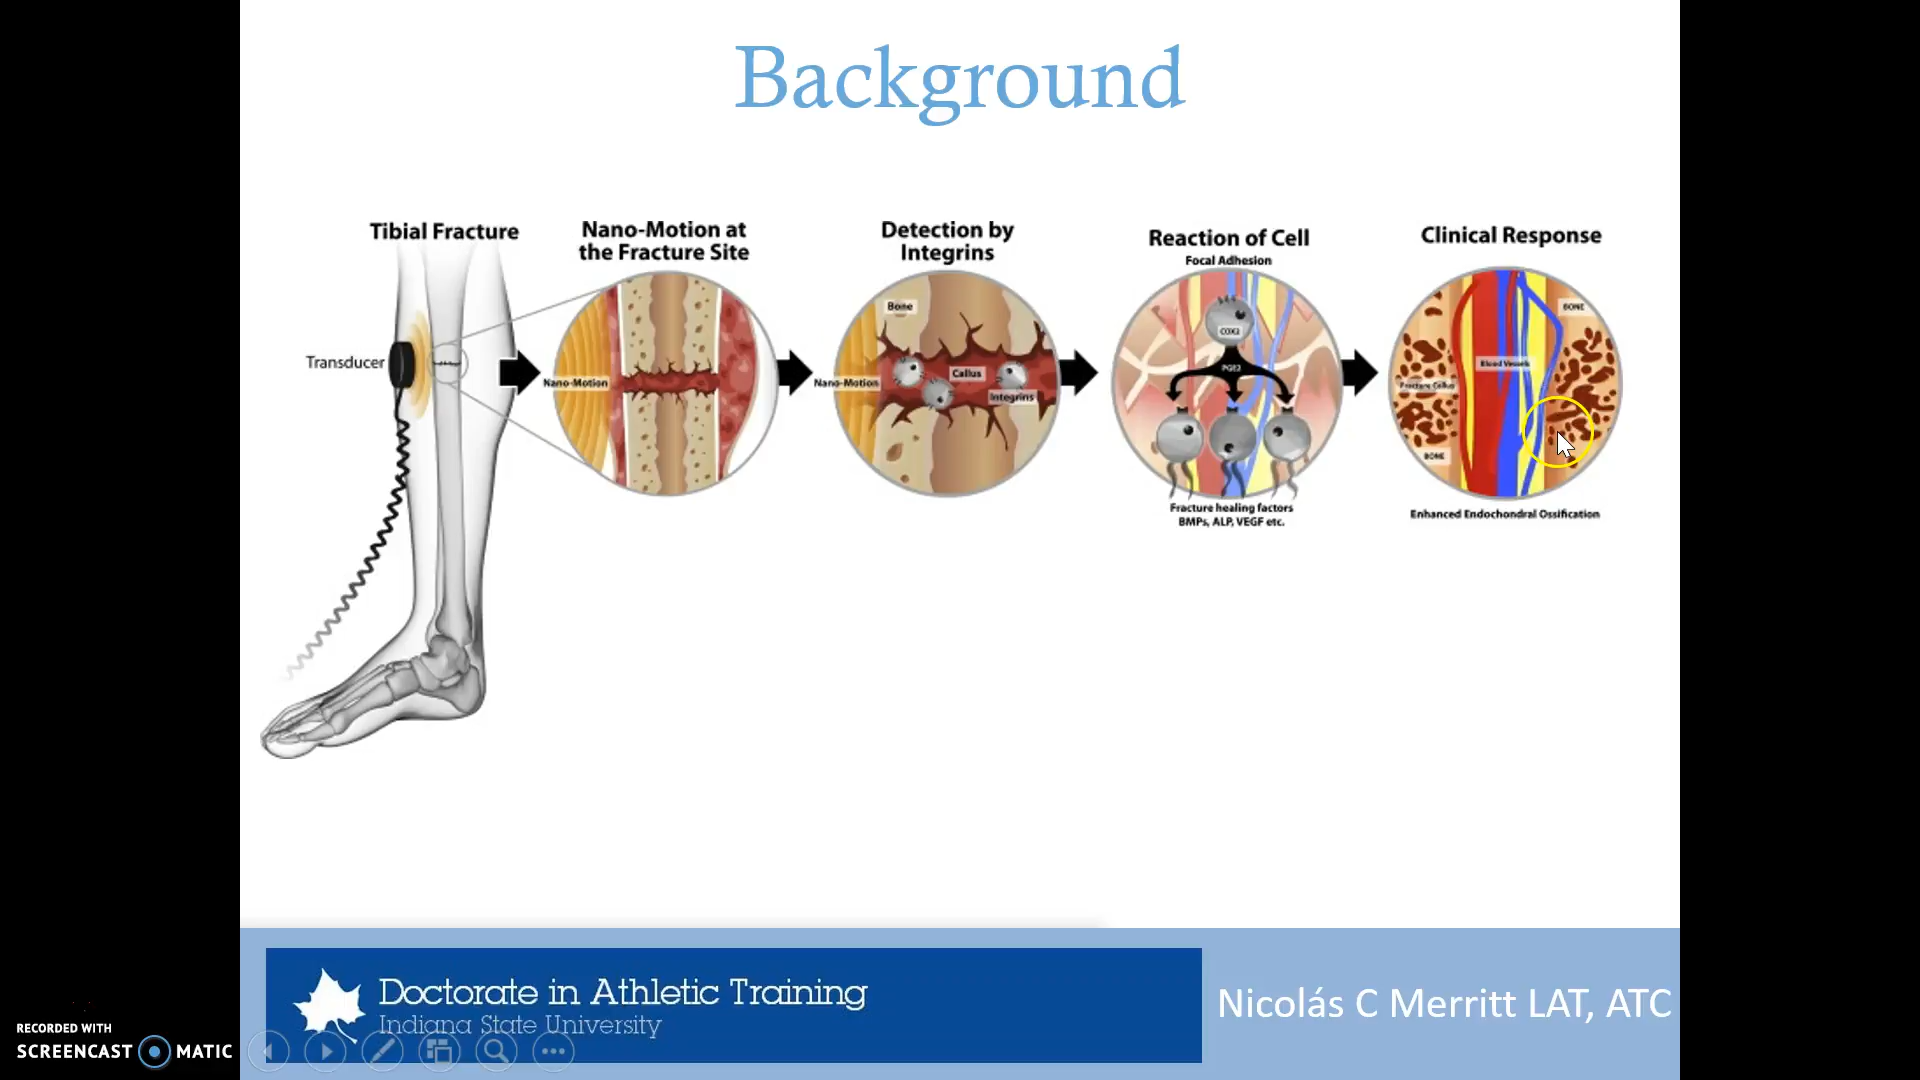 Background
Tibial Fracture
Transducer
Nano-Motion at
the Fracture Site
Nano-Motion
Detection by
Integrins
Bone
Nano-Motion
Callus
Integrins
Reaction of Cell
Focal Adhesion
COX2
PGE2
Fracture healing factors
BMPs, ALP, VEGF etc.
Clinical Response
BONE
Blood Vessels
Fracture Callus
BONE
Enhanced Endochondral Ossification
Doctorate in Athletic Training
Indiana State University
Nicolás C Merritt LAT, ATC
RECORDED WITH
SCREENCAST MATIC